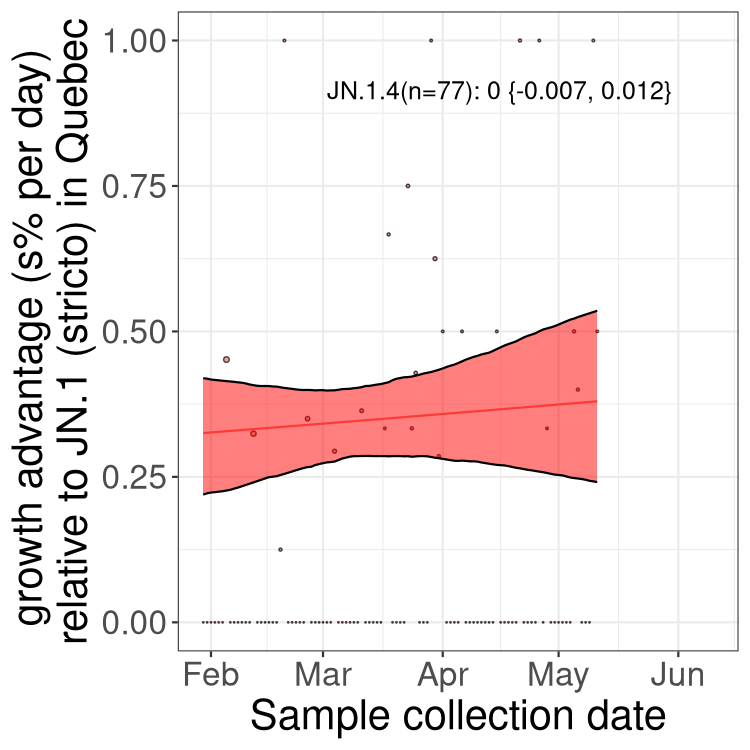 growth advantage (s% per day)
relative to JN.1 (stricto) in Quebec
1.00
0.75
0.50
0.25
0.00
JN.1.4(n=77): 0 {-0.007, 0.012}
Feb Mar Apr May Jun
Sample collection date